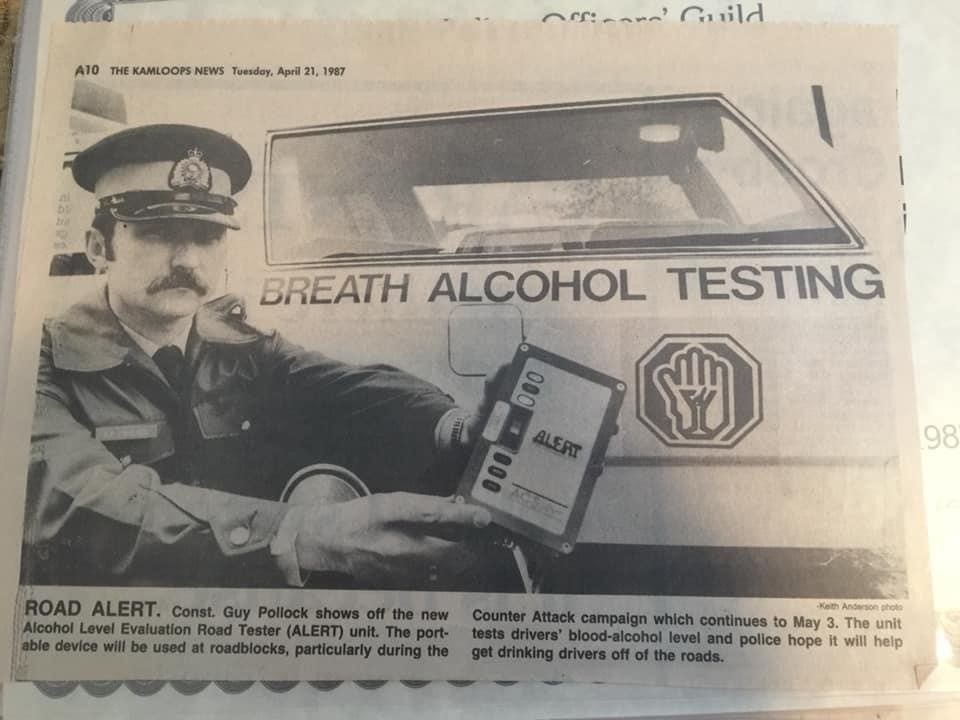 Officers' Guild
A10 THE KAMLOOPS NEWS Tuesday, April 21, 1987
BREATH ALCOHOL TESTING
ALERT
-Keith Anderson photo
ROAD ALERT. Const. Guy Pollock shows off the new
Alcohol Level Evaluation Road Tester (ALERT) unit. The port-
able device will be used at roadblocks, particularly during the
Counter Attack campaign which continues to May 3. The unit
tests drivers' blood-alcohol level and police hope it will help
get drinking drivers off of the roads.